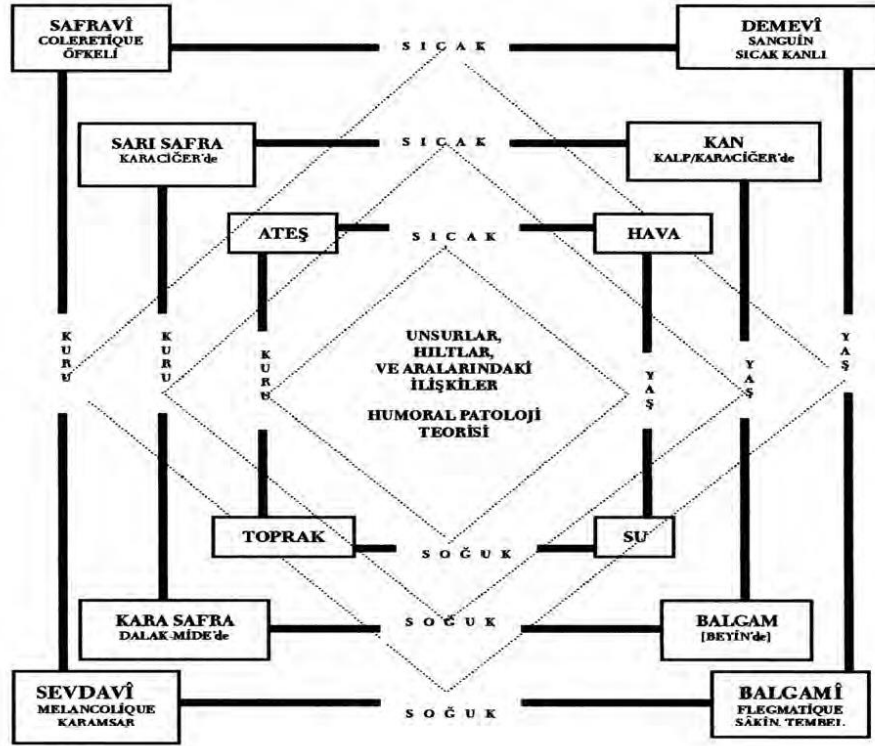 SAFRAVÎ
COLERETİQUE
ÖFKELİ
S I C A K
DEMEVÎ
SANGUİN
SICAK KANLI
SARI SAFRA
KARACİĞER'de
S I C A K
KAN
KALP/KARACİĞER'de
ATEŞ
S I C A K
HAVA
KURU
KURU
KURU
UNSURLAR,
HILTLAR,
VE ARALARINDAKİ
İLİŞKİLER
HUMORAL PATOLOJİ
TEORİSİ
YAŞ
YAŞ
YAŞ
TOPRAK
SOĞUK
SU
KARA SAFRA
DALAK-MİDE'de
SOĞUK
BALGAM
[BEYİN'de]
SEVDAVÎ
MELANCOLİQUE
KARAMSAR
SOĞUK
BALGAMÎ
FLEGMATİQUE
SÂKİN, TEMBEL